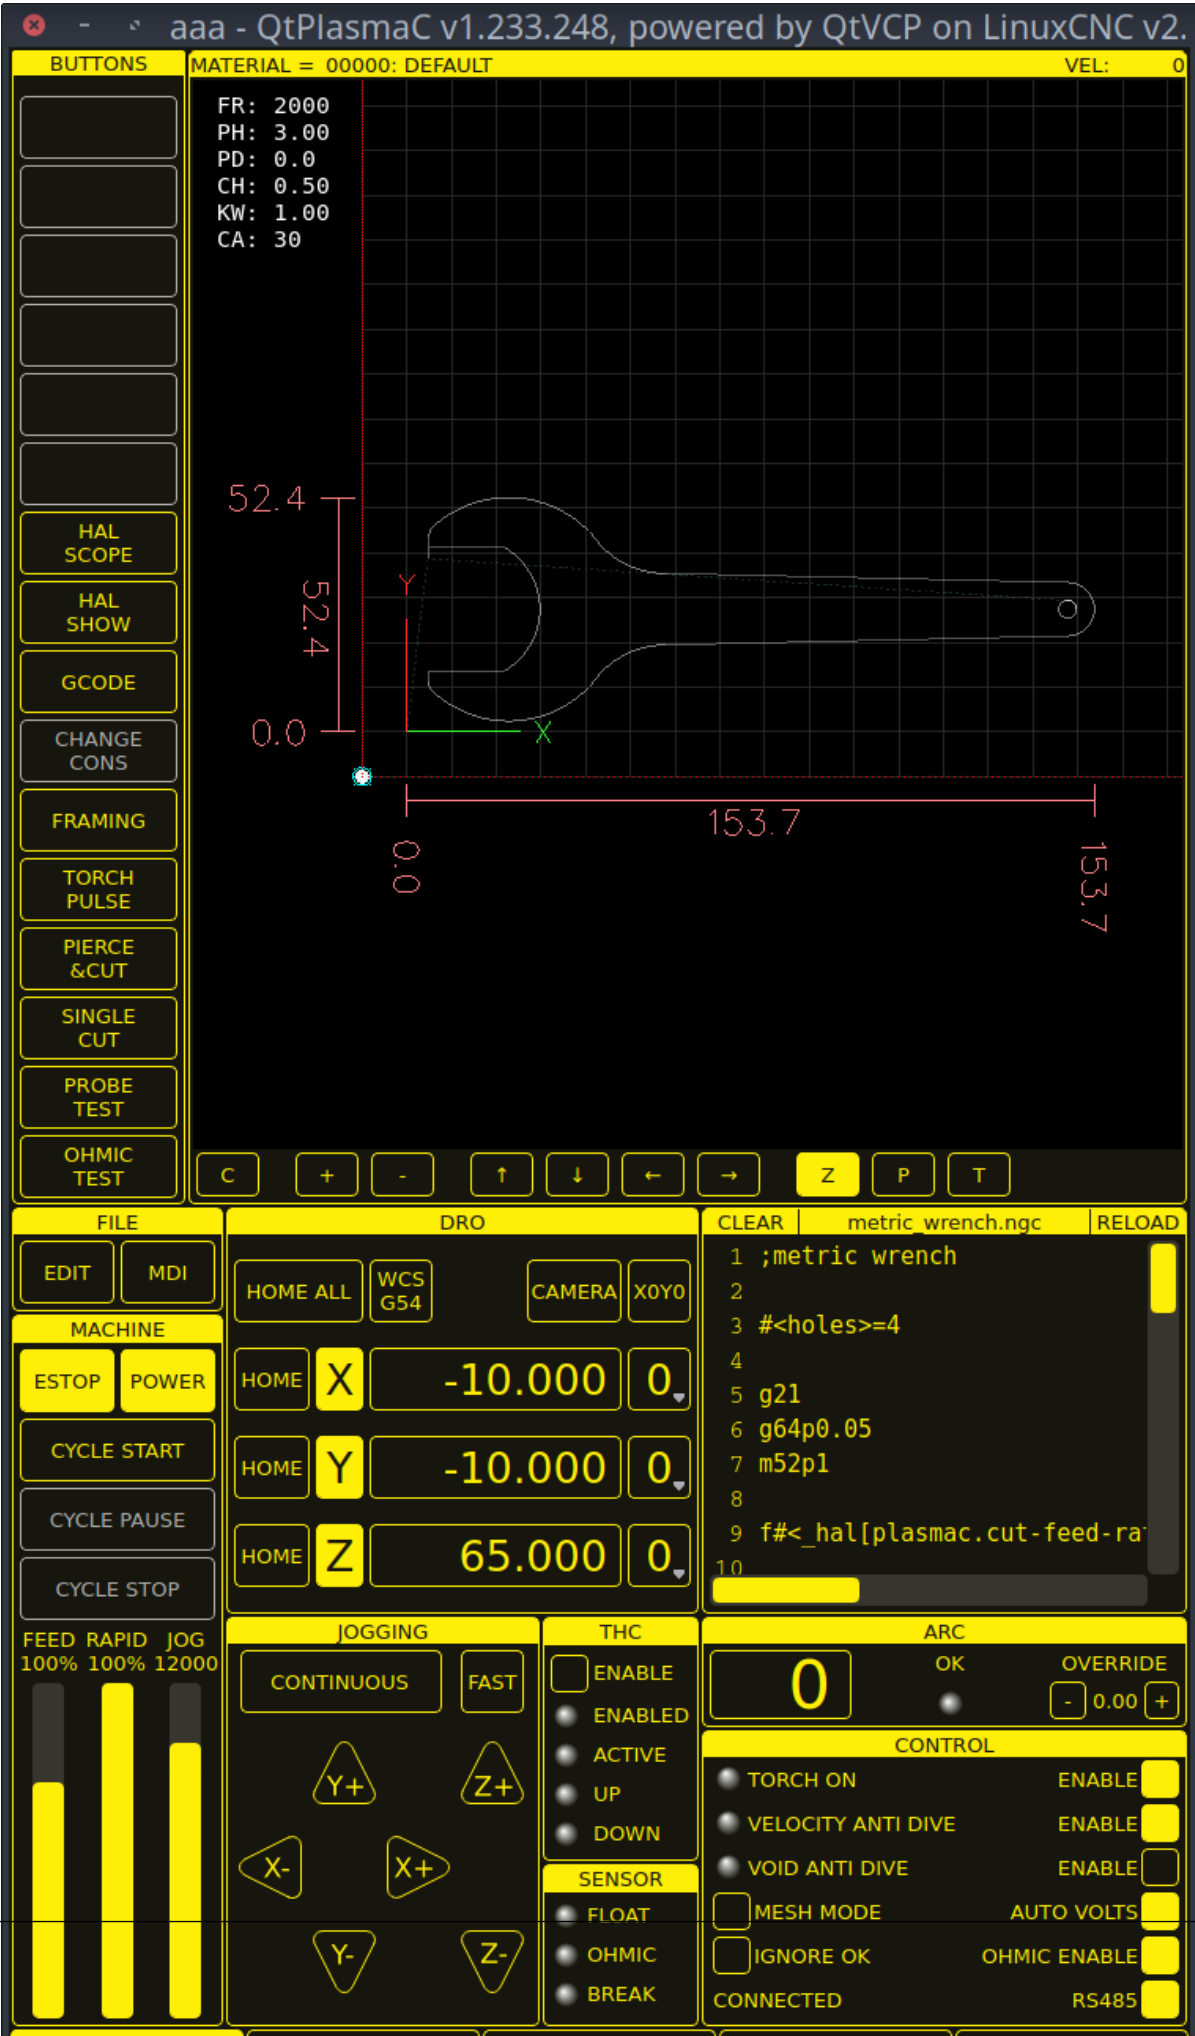 aaa - QtPlasmaC v1.233.248, powered by QtVCP on LinuxCNC v2.
BUTTONS
HAL
SCOPE
HAL
SHOW
GCODE
CHANGE
CONS
FRAMING
TORCH
PULSE
PIERCE
&CUT
SINGLE
CUT
PROBE
TEST
OHMIC
TEST
MATERIAL = 00000: DEFAULT VEL: 0
FR: 2000
PH: 3.00
PD: 0.0
CH: 0.50
KW: 1.00
CA: 30
52.4
52.4
0.0
Y
X
153.7
0.0
153.7
C + - ↑ ↓ ← → Z P T
FILE
EDIT MDI
MACHINE
ESTOP POWER
CYCLE START
CYCLE PAUSE
CYCLE STOP
FEED RAPID JOG
100% 100% 12000
DRO
HOME ALL
WCS
G54
CAMERA X0Y0
HOME X -10.000 0
HOME Y -10.000 0
HOME Z 65.000 0
CLEAR metric_wrench.ngc RELOAD
1 ;metric wrench
2
3 #<holes>=4
4
5 g21
6 g64p0.05
7 m52p1
8
9 f#<_hal[plasmac.cut-feed-ra
10
JOGGING
CONTINUOUS FAST
Y+ Z+
X- X+
Y- Z-
THC
ENABLE
ENABLED
ACTIVE
UP
DOWN
SENSOR
FLOAT
OHMIC
BREAK
ARC
0 OK OVERRIDE
- 0.00 +
CONTROL
TORCH ON ENABLE
VELOCITY ANTI DIVE ENABLE
VOID ANTI DIVE ENABLE
MESH MODE AUTO VOLTS
IGNORE OK OHMIC ENABLE
CONNECTED RS485